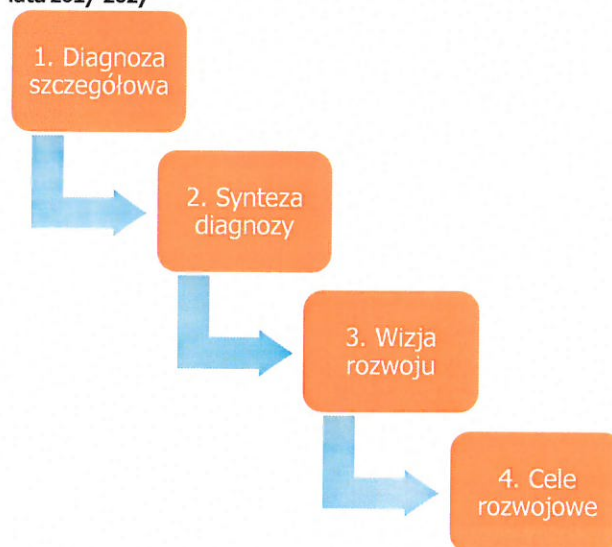 1. Diagnoza
szczegółowa
2. Synteza
diagnozy
3. Wizja
rozwoju
4. Cele
rozwojowe